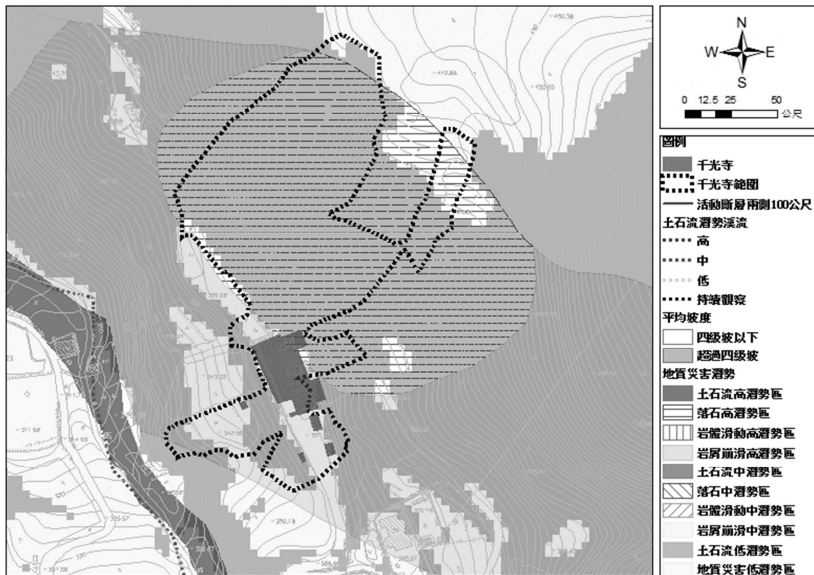 N
W E
S
0 12.5 25 50
公尺
圖例
千光寺
千光寺範圍
活動斷層兩側100公尺
土石流潛勢溪流
高
中
低
持續觀察
平均坡度
四級坡以下
超過四級坡
地質災害潛勢
土石流高潛勢區
落石高潛勢區
岩體滑動高潛勢區
岩屑崩滑高潛勢區
土石流中潛勢區
落石中潛勢區
岩體滑動中潛勢區
岩屑崩滑中潛勢區
土石流低潛勢區
地質災害低潛勢區